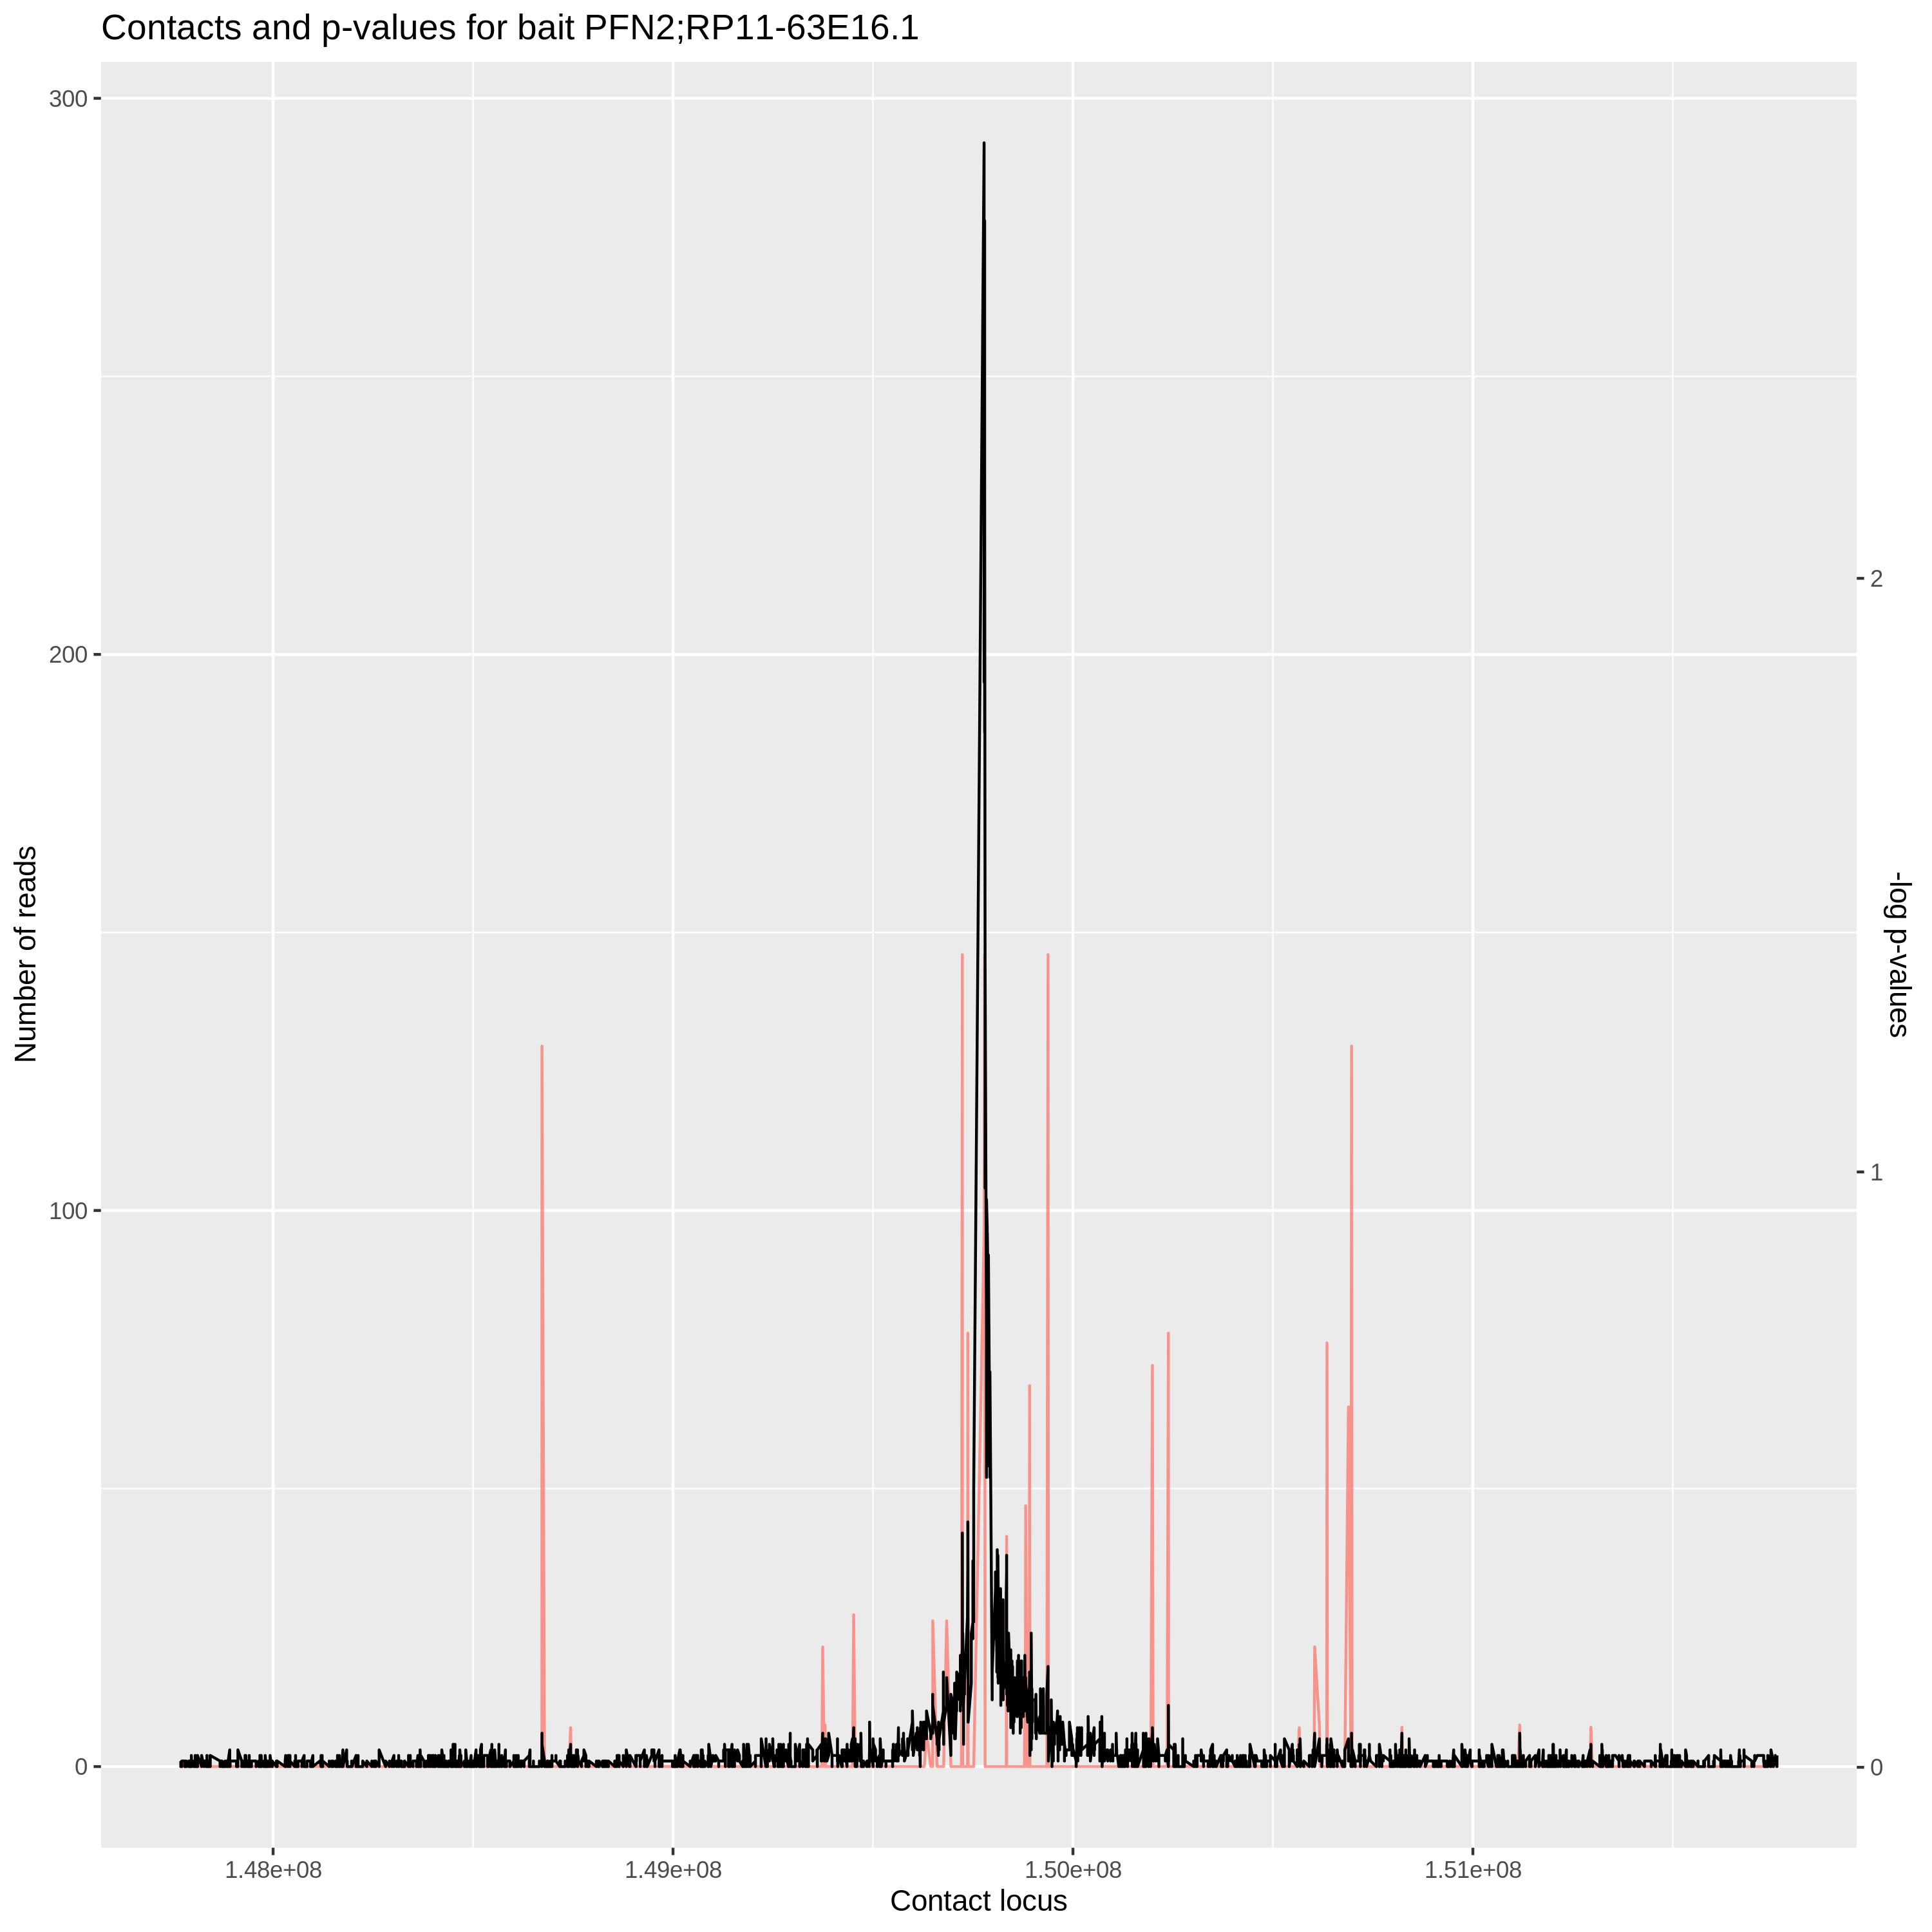 Contacts and p-values for bait PFN2;RP11-63E16.1
300
200
100
0
Number of reads
2
1
0
-log p-values
1.48e+08 1.49e+08 1.50e+08 1.51e+08
Contact locus